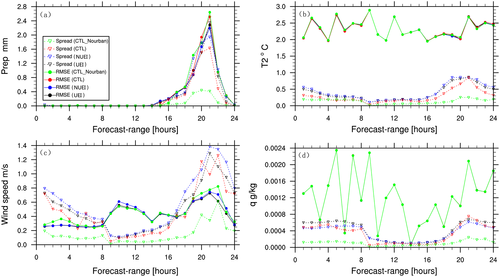 (a)
2.8
2.4
2.0
1.6
1.2
0.8
0.4
0.0
Prep mm
Spread (CTL_Nourban)
Spread (CTL)
Spread (NUE)
Spread (UE)
RMSE (CTL_Nourban)
RMSE (CTL)
RMSE (NUE)
RMSE (UE)
0 4 8 12 16 20 24
Forecast-range [hours]
(b)
3
2
1
0
T2 ° C
0 4 8 12 16 20 24
Forecast-range [hours]
(c)
1.4
1.2
1.0
0.8
0.6
0.4
0.2
0.0
Wind speed m/s
0 4 8 12 16 20 24
Forecast-range [hours]
(d)
0.0024
0.0020
0.0016
0.0012
0.0008
0.0004
0.0000
q g/kg
0 4 8 12 16 20 24
Forecast-range [hours]